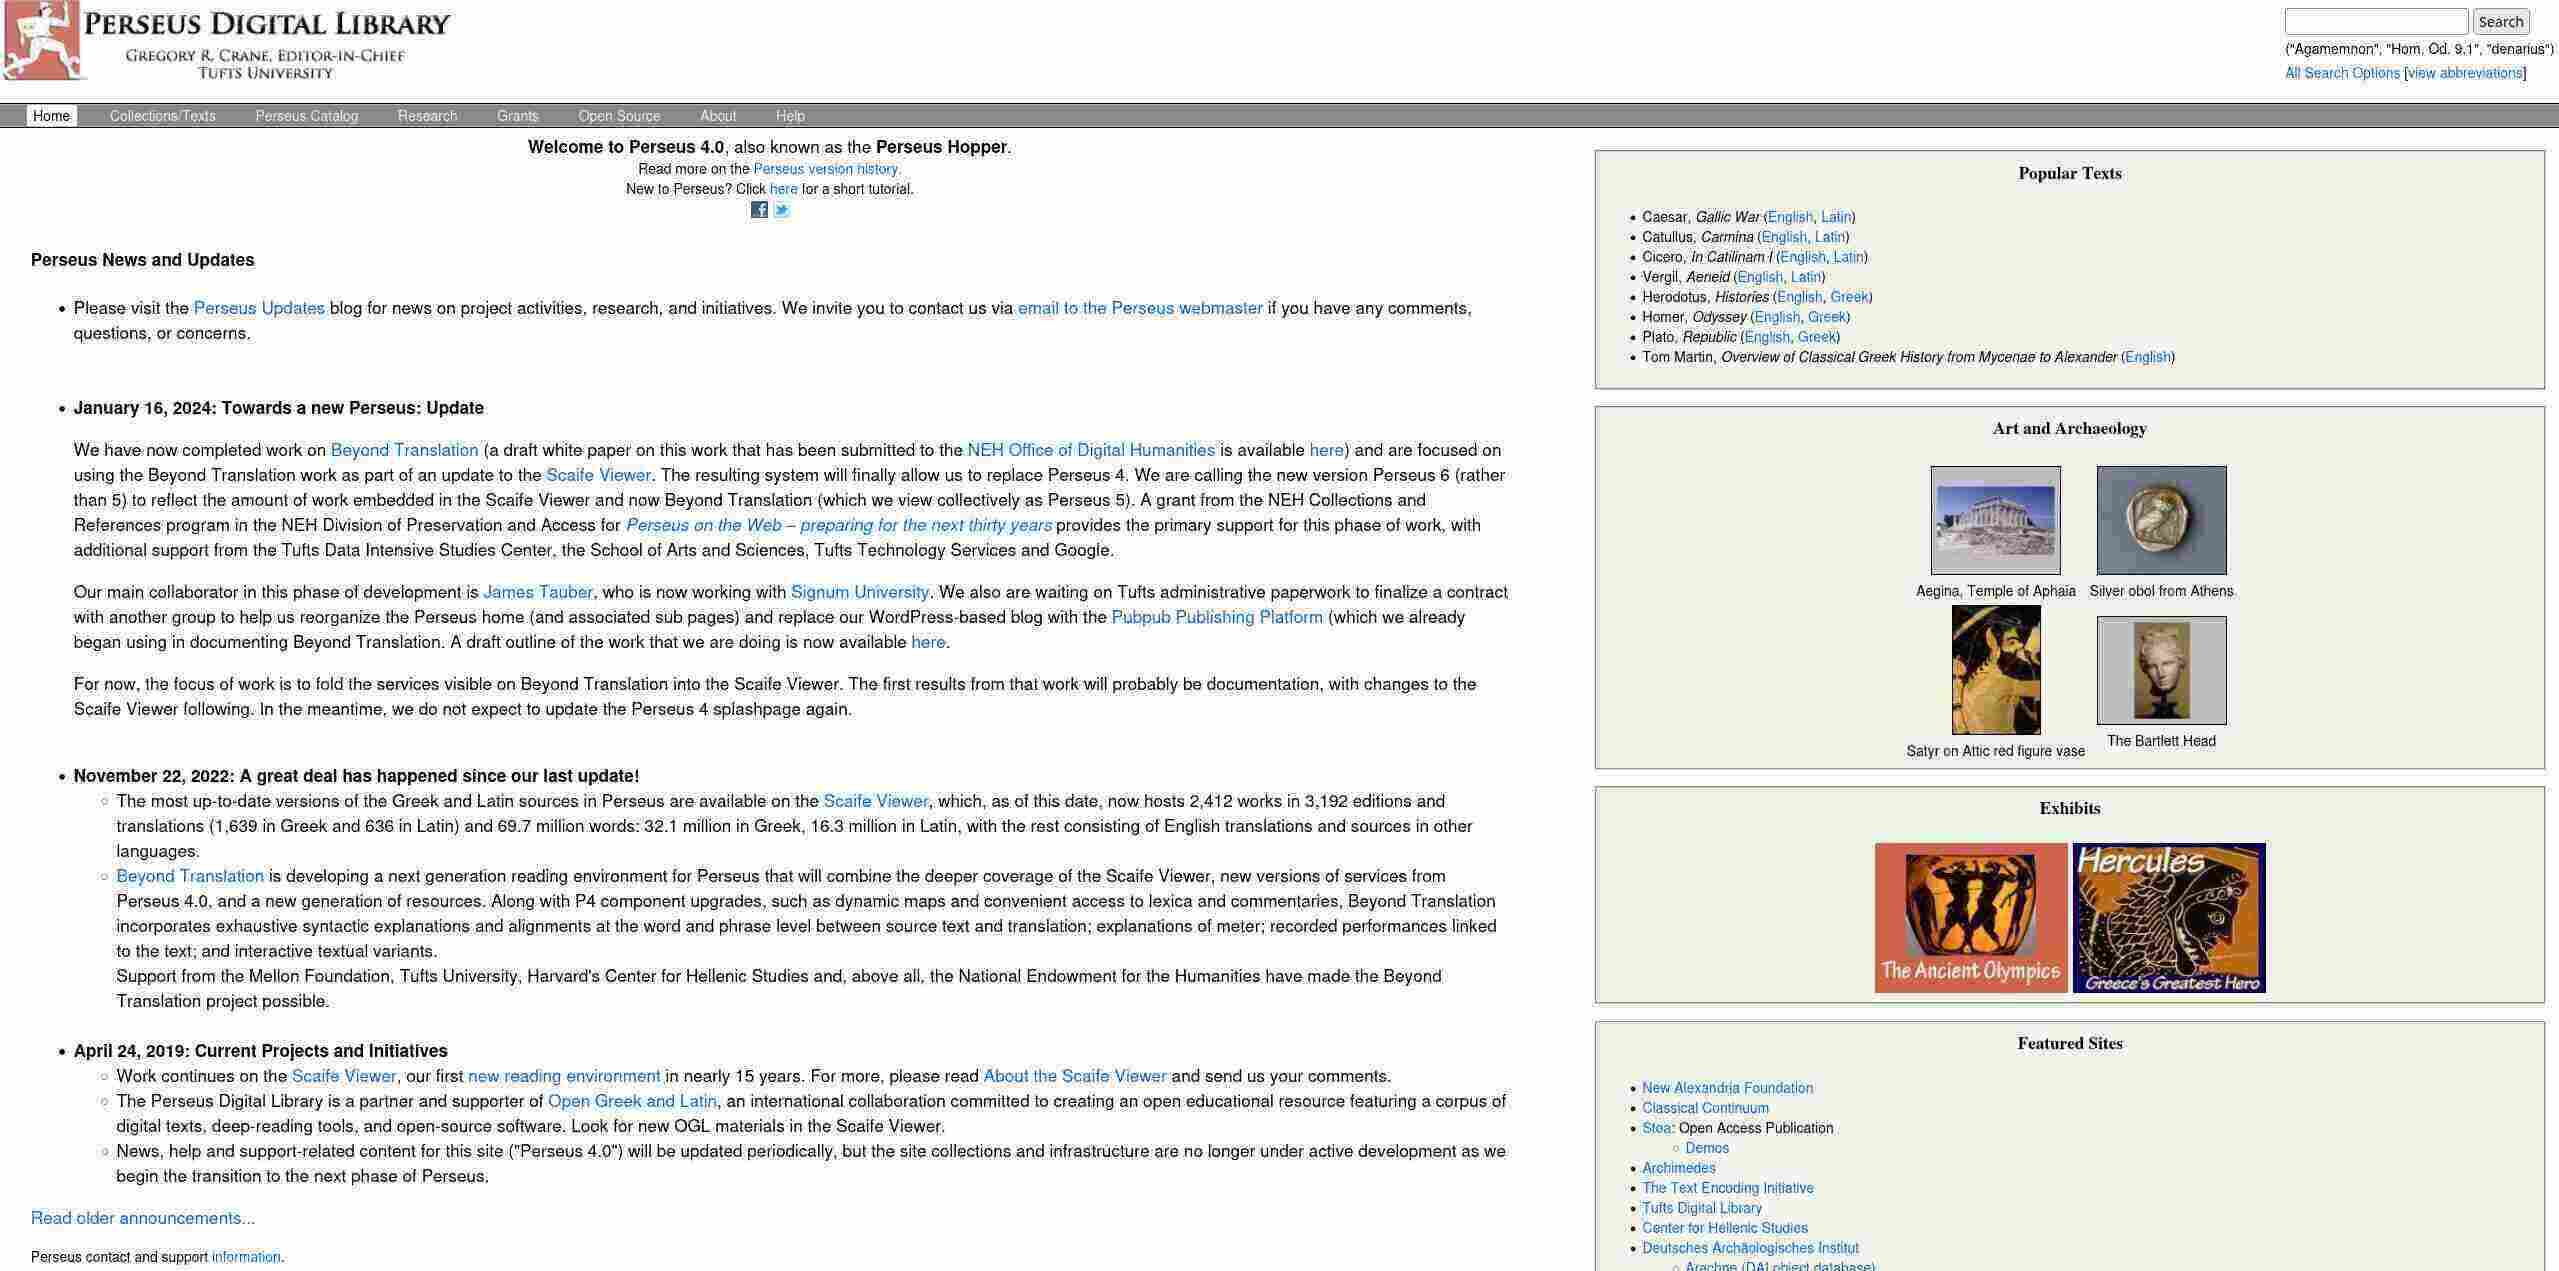 PERSEUS DIGITAL LIBRARY
GREGORY R. CRANE, EDITOR-IN-CHIEF
TUFTS UNIVERSITY
Search
("Agamemnon", "Hom. Od. 9.1", "denarius")
All Search Options [view abbreviations]
Home Collections/Texts Perseus Catalog Research Grants Open Source About Help
Welcome to Perseus 4.0, also known as the Perseus Hopper.
Read more on the Perseus version history.
New to Perseus? Click here for a short tutorial.
Perseus News and Updates
Please visit the Perseus Updates blog for news on project activities, research, and initiatives. We invite you to contact us via email to the Perseus webmaster if you have any comments,
questions, or concerns.
January 16, 2024: Towards a new Perseus: Update
We have now completed work on Beyond Translation (a draft white paper on this work that has been submitted to the NEH Office of Digital Humanities is available here) and are focused on
using the Beyond Translation work as part of an update to the Scaife Viewer. The resulting system will finally allow us to replace Perseus 4. We are calling the new version Perseus 6 (rather
than 5) to reflect the amount of work embedded in the Scaife Viewer and now Beyond Translation (which we view collectively as Perseus 5). A grant from the NEH Collections and
References program in the NEH Division of Preservation and Access for Perseus on the Web – preparing for the next thirty years provides the primary support for this phase of work, with
additional support from the Tufts Data Intensive Studies Center, the School of Arts and Sciences, Tufts Technology Services and Google.
Our main collaborator in this phase of development is James Tauber, who is now working with Signum University. We also are waiting on Tufts administrative paperwork to finalize a contract
with another group to help us reorganize the Perseus home (and associated sub pages) and replace our WordPress-based blog with the Pubpub Publishing Platform (which we already
began using in documenting Beyond Translation. A draft outline of the work that we are doing is now available here.
For now, the focus of work is to fold the services visible on Beyond Translation into the Scaife Viewer. The first results from that work will probably be documentation, with changes to the
Scaife Viewer following. In the meantime, we do not expect to update the Perseus 4 splashpage again.
November 22, 2022: A great deal has happened since our last update!
The most up-to-date versions of the Greek and Latin sources in Perseus are available on the Scaife Viewer, which, as of this date, now hosts 2,412 works in 3,192 editions and
translations (1,639 in Greek and 636 in Latin) and 69.7 million words: 32.1 million in Greek, 16.3 million in Latin, with the rest consisting of English translations and sources in other
languages.
Beyond Translation is developing a next generation reading environment for Perseus that will combine the deeper coverage of the Scaife Viewer, new versions of services from
Perseus 4.0, and a new generation of resources. Along with P4 component upgrades, such as dynamic maps and convenient access to lexica and commentaries, Beyond Translation
incorporates exhaustive syntactic explanations and alignments at the word and phrase level between source text and translation; explanations of meter; recorded performances linked
to the text; and interactive textual variants.
Support from the Mellon Foundation, Tufts University, Harvard's Center for Hellenic Studies and, above all, the National Endowment for the Humanities have made the Beyond
Translation project possible.
April 24, 2019: Current Projects and Initiatives
Work continues on the Scaife Viewer, our first new reading environment in nearly 15 years. For more, please read About the Scaife Viewer and send us your comments.
The Perseus Digital Library is a partner and supporter of Open Greek and Latin, an international collaboration committed to creating an open educational resource featuring a corpus of
digital texts, deep-reading tools, and open-source software. Look for new OGL materials in the Scaife Viewer.
News, help and support-related content for this site ("Perseus 4.0") will be updated periodically, but the site collections and infrastructure are no longer under active development as we
begin the transition to the next phase of Perseus.
Read older announcements...
Perseus contact and support information.
Popular Texts
Caesar, Gallic War (English, Latin)
Catullus, Carmina (English, Latin)
Cicero, In Catilinam I (English, Latin)
Vergil, Aeneid (English, Latin)
Herodotus, Histories (English, Greek)
Homer, Odyssey (English, Greek)
Plato, Republic (English, Greek)
Tom Martin, Overview of Classical Greek History from Mycenae to Alexander (English)
Art and Archaeology
Aegina, Temple of Aphaia
Silver obol from Athens
Satyr on Attic red figure vase
The Bartlett Head
Exhibits
The Ancient Olympics
Hercules
Greece's Greatest Hero
Featured Sites
New Alexandria Foundation
Classical Continuum
Stoa: Open Access Publication
Demos
Archimedes
The Text Encoding Initiative
Tufts Digital Library
Center for Hellenic Studies
Deutsches Archäologisches Institut
Arachne (DAI object database)